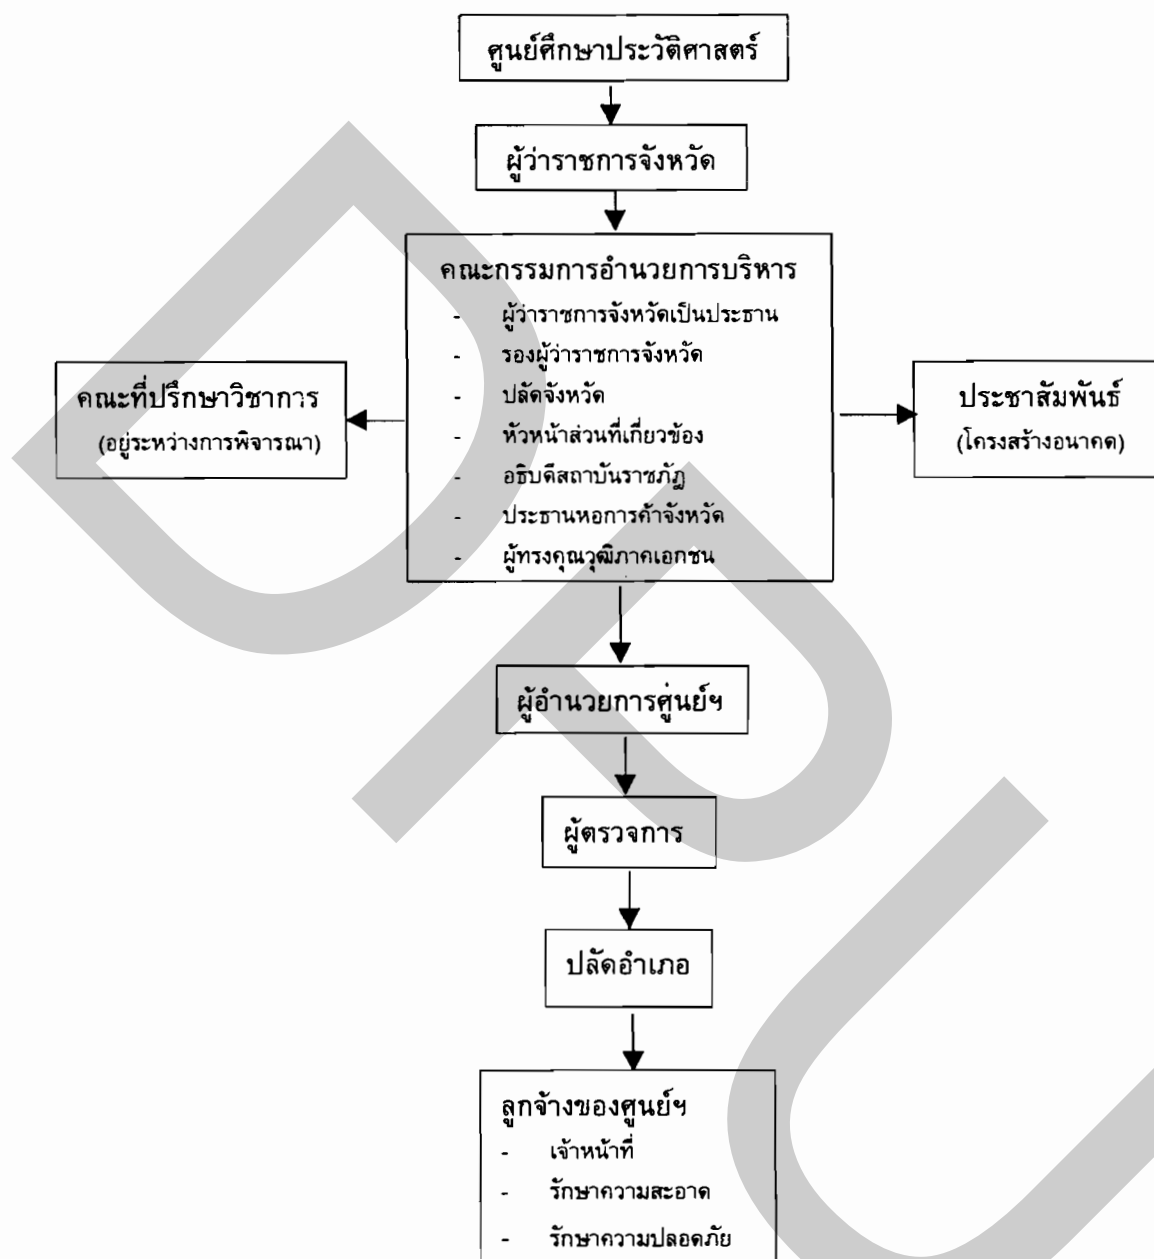 ศูนย์ศึกษาประวัติศาสตร์
ผู้ว่าราชการจังหวัด
คณะกรรมการอำนวยการบริหาร
- ผู้ว่าราชการจังหวัดเป็นประธาน
- รองผู้ว่าราชการจังหวัด
- ปลัดจังหวัด
- หัวหน้าส่วนที่เกี่ยวข้อง
- อธิบดีสถาบันราชภัฏ
- ประธานหอการค้าจังหวัด
- ผู้ทรงคุณวุฒิภาคเอกชน
คณะที่ปรึกษาวิชาการ
(อยู่ระหว่างการพิจารณา)
ประชาสัมพันธ์
(โครงสร้างอนาคต)
ผู้อำนวยการศูนย์ฯ
ผู้ตรวจการ
ปลัดอำเภอ
ลูกจ้างของศูนย์ฯ
- เจ้าหน้าที่
- รักษาความสะอาด
- รักษาความปลอดภัย
DPU